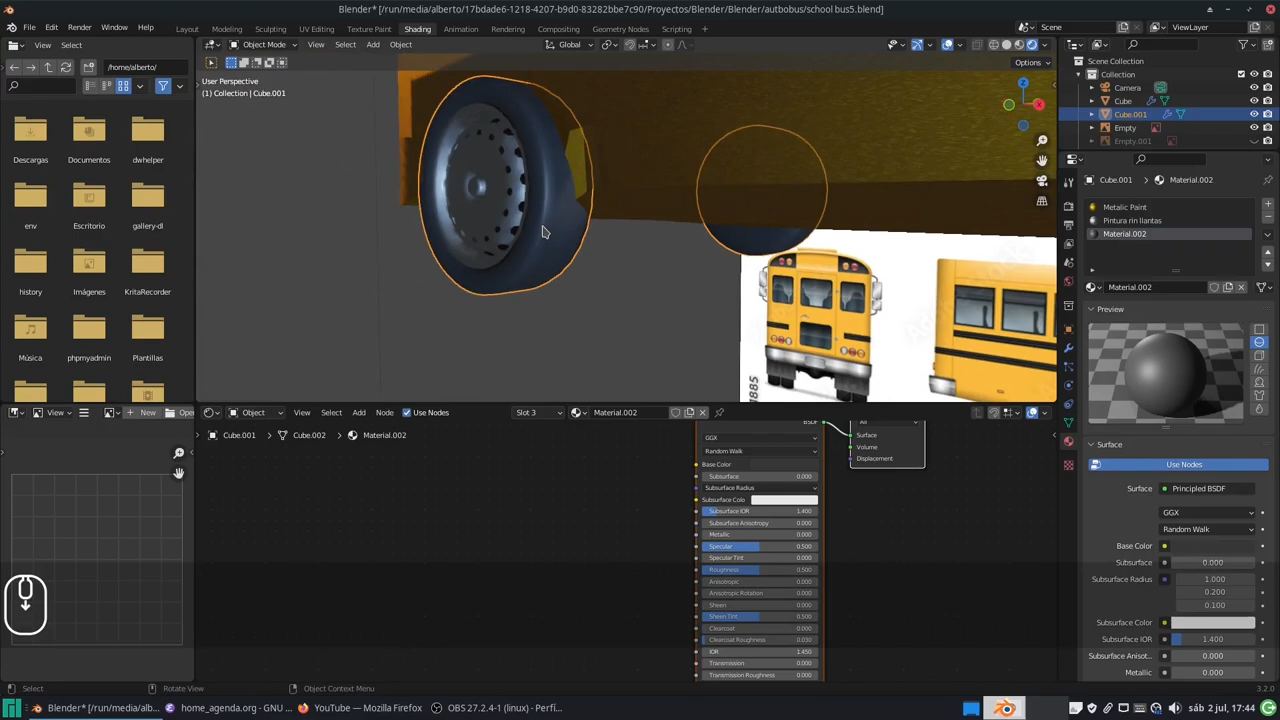 Blender* [/run/media/alberto/17bdade6-1218-4207-b9d0-83282bbe7c90/Proyectos/Blender/Blender/autbobus/school bus5.blend]
File Edit Render Window Help Layout Modeling Sculpting UV Editing Texture Paint Shading Animation Rendering Compositing Geometry Nodes Scripting Scene ViewLayer
View Select Object Mode View Select Add Object Global
/home/alberto/ Options
User Perspective
(1) Collection | Cube.001
Descargas Documentos dwhelper
env Escritorio gallery-dl
history Imágenes KritaRecorder
Música phpmyadmin Plantillas
Z
X
1885
Scene Collection
Collection
Camera
Cube
Cube.001
Empty
Empty.001
Cube.001 Material.002
Metalic Paint
Pintura rin llantas
Material.002
Material.002
Preview
Surface
Use Nodes
Surface Principled BSDF
GGX
Random Walk
Base Color
Subsurface 0.000
Subsurface Radius 1.000
0.200
0.100
Subsurface Color
Subsurface IOR 1.400
Subsurface Anisot... 0.000
Metallic 0.000
View New Open
Object View Select Add Node Use Nodes Slot 3 Material.002
Cube.001 Cube.002 Material.002
BSDF
GGX
Random Walk
Base Color
Subsurface 0.000
Subsurface Radius
Subsurface Colo
Subsurface IOR 1.400
Subsurface Anisotropy 0.000
Metallic 0.000
Specular 0.500
Specular Tint 0.000
Roughness 0.500
Anisotropic 0.000
Anisotropic Rotation 0.000
Sheen 0.000
Sheen Tint 0.500
Clearcoat 0.000
Clearcoat Roughness 0.030
IOR 1.450
Transmission 0.000
Transmission Roughness 0.000
All
Surface
Volume
Displacement
Select Rotate View Object Context Menu 3.2.0
Blender* [/run/media/alb... home_agenda.org - GNU ... YouTube — Mozilla Firefox OBS 27.2.4-1 (linux) - Perfi... sáb 2 jul, 17:44